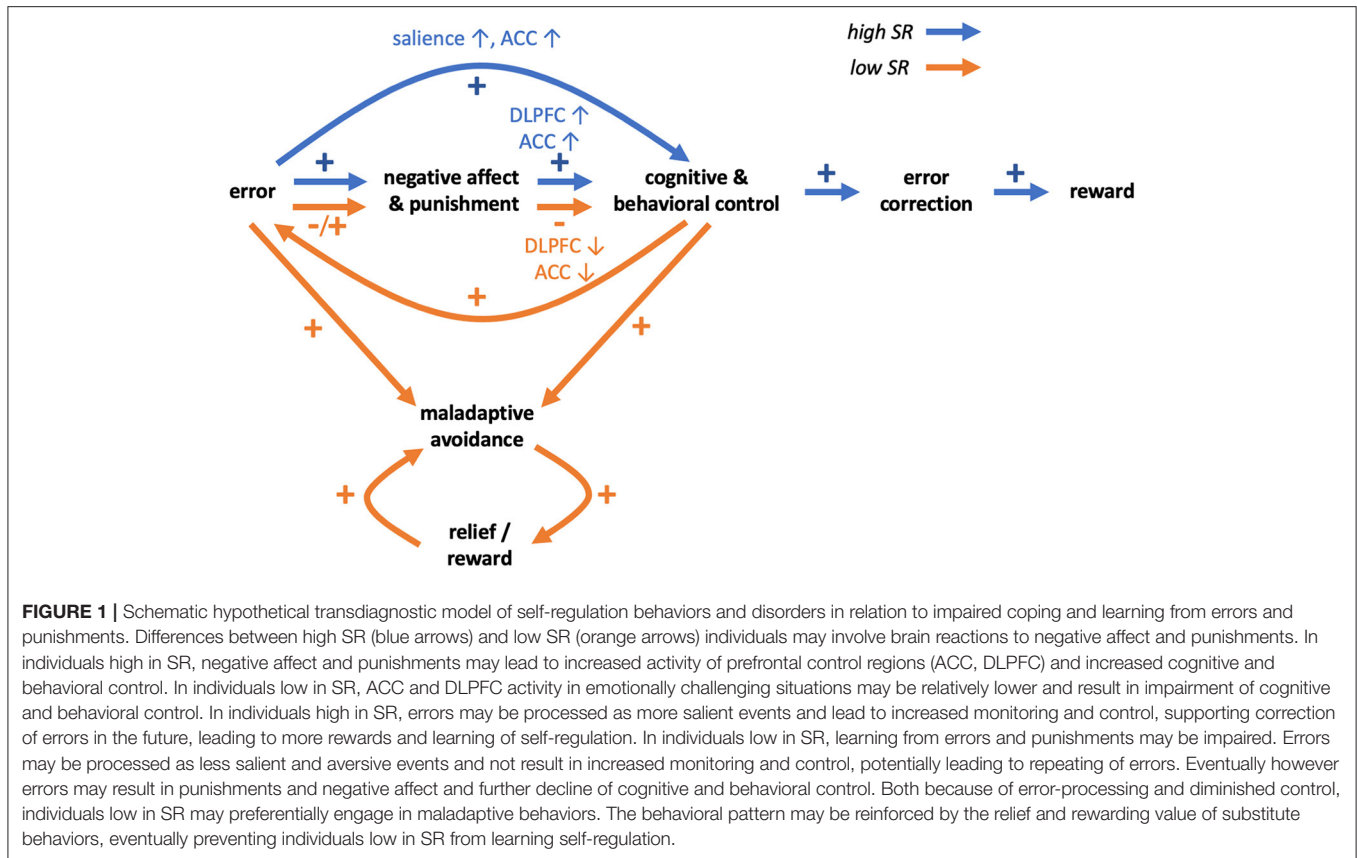 salience ↑, ACC ↑
high SR
low SR
+
DLPFC ↑
ACC ↑
+
+
error
negative affect
& punishment
cognitive &
behavioral control
+
error
correction
+
reward
-/+
-
DLPFC ↓
ACC ↓
+
+
+
maladaptive
avoidance
+
+
relief /
reward
FIGURE 1 | Schematic hypothetical transdiagnostic model of self-regulation behaviors and disorders in relation to impaired coping and learning from errors and
punishments. Differences between high SR (blue arrows) and low SR (orange arrows) individuals may involve brain reactions to negative affect and punishments. In
individuals high in SR, negative affect and punishments may lead to increased activity of prefrontal control regions (ACC, DLPFC) and increased cognitive and
behavioral control. In individuals low in SR, ACC and DLPFC activity in emotionally challenging situations may be relatively lower and result in impairment of cognitive
and behavioral control. In individuals high in SR, errors may be processed as more salient events and lead to increased monitoring and control, supporting correction
of errors in the future, leading to more rewards and learning of self-regulation. In individuals low in SR, learning from errors and punishments may be impaired. Errors
may be processed as less salient and aversive events and not result in increased monitoring and control, potentially leading to repeating of errors. Eventually however
errors may result in punishments and negative affect and further decline of cognitive and behavioral control. Both because of error-processing and diminished control,
individuals low in SR may preferentially engage in maladaptive behaviors. The behavioral pattern may be reinforced by the relief and rewarding value of substitute
behaviors, eventually preventing individuals low in SR from learning self-regulation.